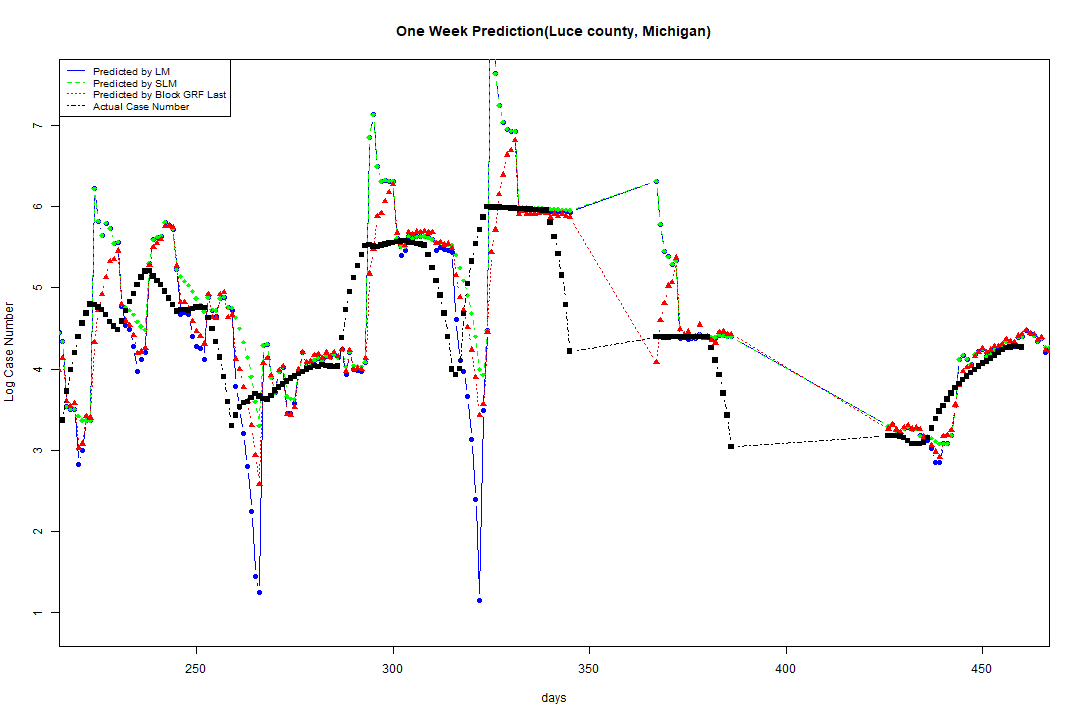 One Week Prediction(Luce county, Michigan)
Predicted by LM
Predicted by SLM
Predicted by Block GRF Last
Actual Case Number
7
6
5
4
3
2
1
Log Case Number
250 300 350 400 450
days